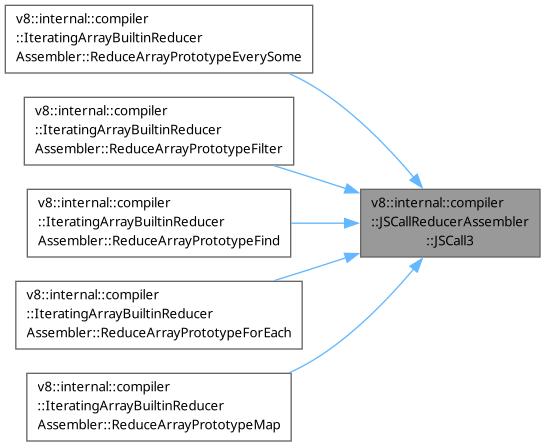 v8::internal::compiler
::IteratingArrayBuiltinReducer
Assembler::ReduceArrayPrototypeEverySome
v8::internal::compiler
::IteratingArrayBuiltinReducer
Assembler::ReduceArrayPrototypeFilter
v8::internal::compiler
::IteratingArrayBuiltinReducer
Assembler::ReduceArrayPrototypeFind
v8::internal::compiler
::JSCallReducerAssembler
::JSCall3
v8::internal::compiler
::IteratingArrayBuiltinReducer
Assembler::ReduceArrayPrototypeForEach
v8::internal::compiler
::IteratingArrayBuiltinReducer
Assembler::ReduceArrayPrototypeMap